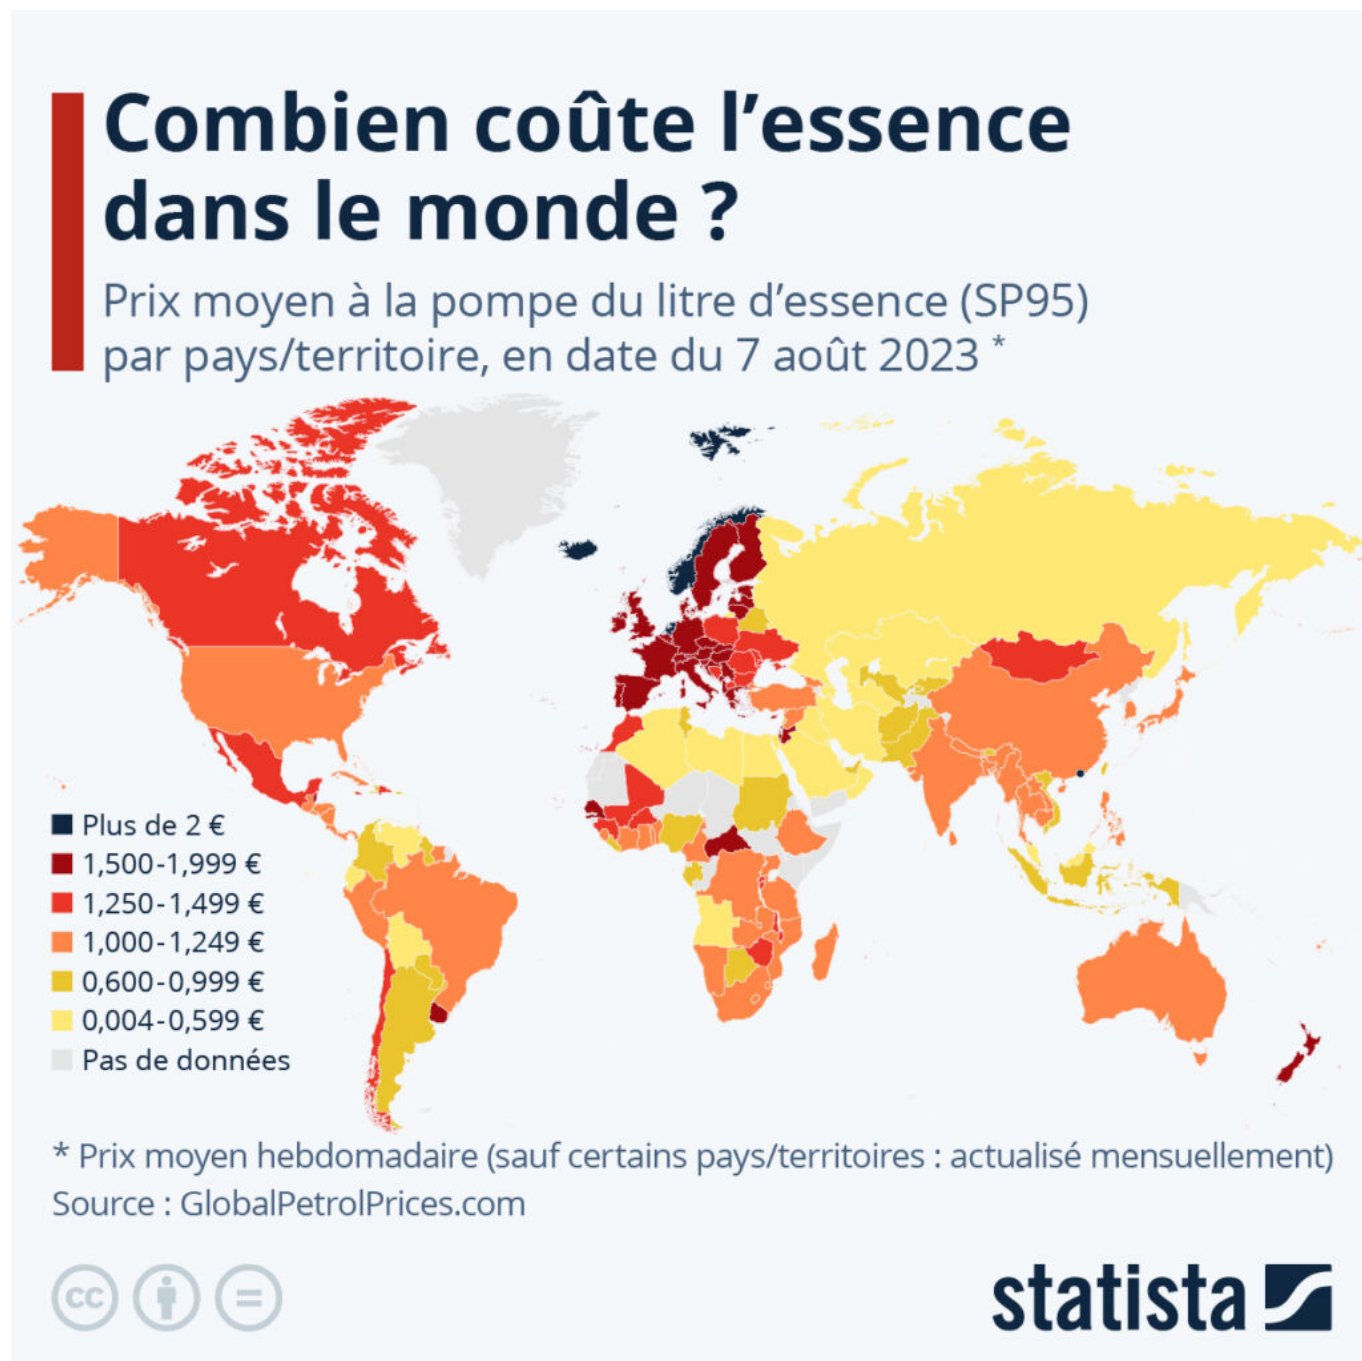 Combien coûte l’essence
dans le monde ?
Prix moyen à la pompe du litre d’essence (SP95)
par pays/territoire, en date du 7 août 2023 *
Plus de 2 €
1,500-1,999 €
1,250-1,499 €
1,000-1,249 €
0,600-0,999 €
0,004-0,599 €
Pas de données
* Prix moyen hebdomadaire (sauf certains pays/territoires : actualisé mensuellement)
Source : GlobalPetrolPrices.com
cc
statista